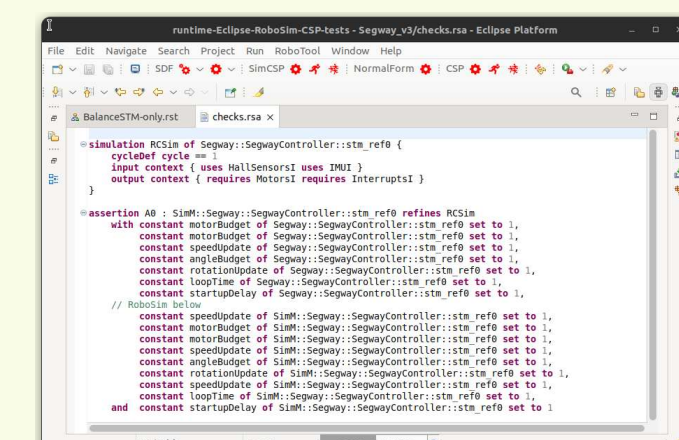 runtime-Eclipse-RoboSim-CSP-tests - Segway_v3/checks.rsa - Eclipse Platform
File Edit Navigate Search Project Run RoboTool Window Help
SDF SimCSP NormalForm CSP
BalanceSTM-only.rst checks.rsa
simulation RCSim of Segway::SegwayController::stm_ref0 {
cycleDef cycle == 1
input context { uses HallSensorsI uses IMUI }
output context { requires MotorsI requires InterruptsI }
}
assertion A0 : SimM::Segway::SegwayController::stm_ref0 refines RCSim
with constant motorBudget of Segway::SegwayController::stm_ref0 set to 1,
constant motorBudget of Segway::SegwayController::stm_ref0 set to 1,
constant speedUpdate of Segway::SegwayController::stm_ref0 set to 1,
constant angleBudget of Segway::SegwayController::stm_ref0 set to 1,
constant rotationUpdate of Segway::SegwayController::stm_ref0 set to 1,
constant loopTime of Segway::SegwayController::stm_ref0 set to 1,
constant startupDelay of Segway::SegwayController::stm_ref0 set to 1,
// RoboSim below
constant speedUpdate of SimM::Segway::SegwayController::stm_ref0 set to 1,
constant motorBudget of SimM::Segway::SegwayController::stm_ref0 set to 1,
constant motorBudget of SimM::Segway::SegwayController::stm_ref0 set to 1,
constant speedUpdate of SimM::Segway::SegwayController::stm_ref0 set to 1,
constant angleBudget of SimM::Segway::SegwayController::stm_ref0 set to 1,
constant rotationUpdate of SimM::Segway::SegwayController::stm_ref0 set to 1,
constant speedUpdate of SimM::Segway::SegwayController::stm_ref0 set to 1,
constant loopTime of SimM::Segway::SegwayController::stm_ref0 set to 1,
and constant startupDelay of SimM::Segway::SegwayController::stm_ref0 set to 1